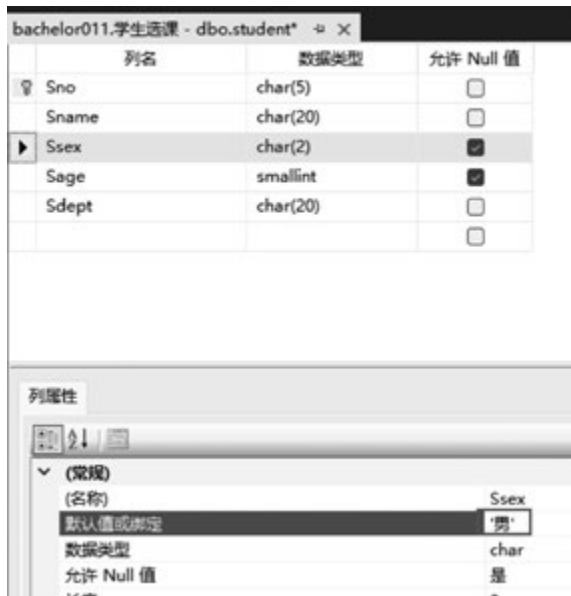 bachelor011.学生选课 - dbo.student*
列名 数据类型 允许 Null 值
Sno char(5)
Sname char(20)
Ssex char(2)
Sage smallint
Sdept char(20)
列属性
(常规)
(名称) Ssex
默认值或绑定 '男'
数据类型 char
允许 Null 值 是